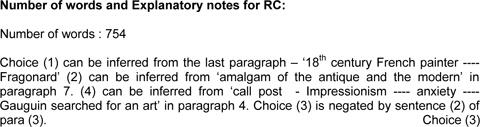 Number of words and Explanatory notes for RC:
Number of words : 754
Choice (1) can be inferred from the last paragraph – ‘18th century French painter ----
Fragonard’ (2) can be inferred from ‘amalgam of the antique and the modern’ in
paragraph 7. (4) can be inferred from ‘call post - Impressionism ---- anxiety ----
Gauguin searched for an art’ in paragraph 4. Choice (3) is negated by sentence (2) of
para (3). Choice (3)